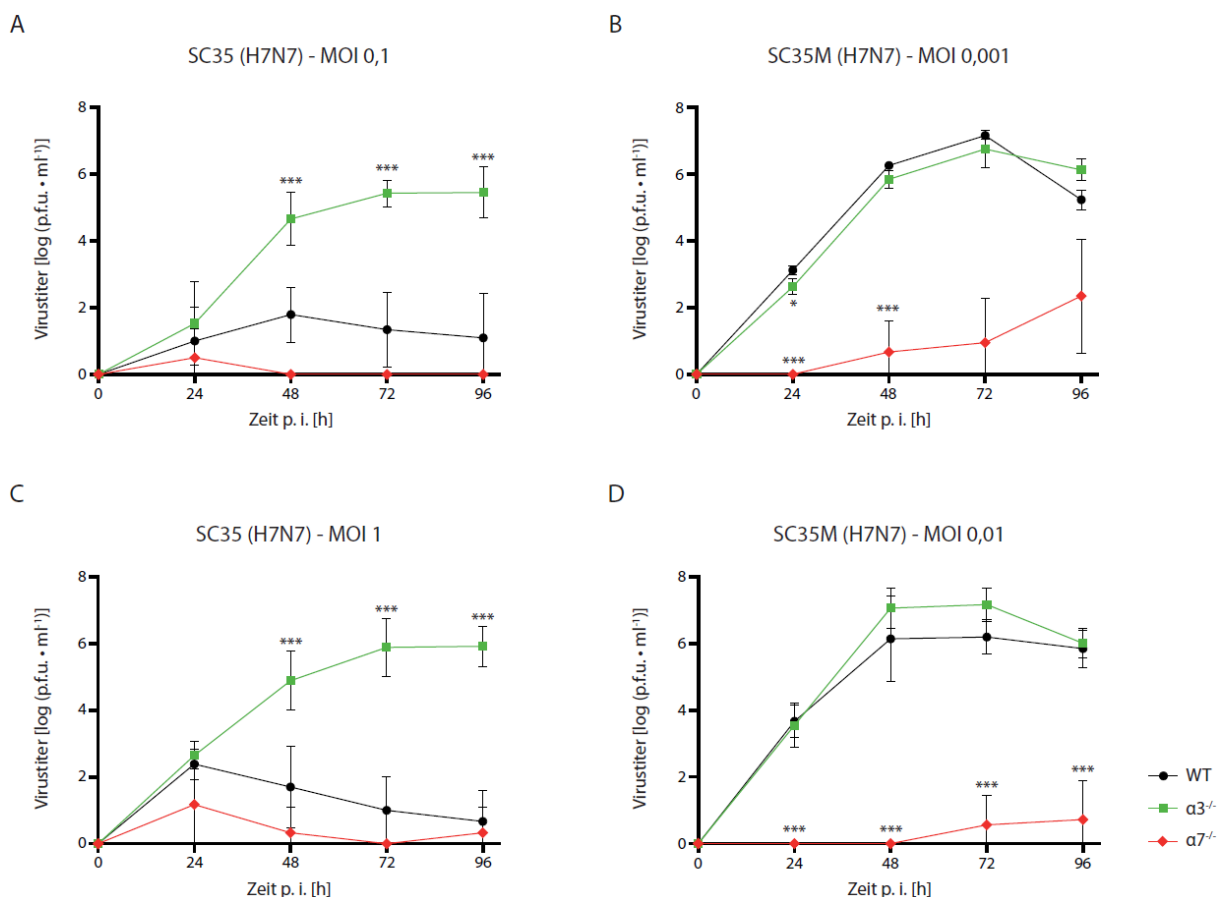 A
SC35 (H7N7) - MOI 0,1
Virustiter [log (p.f.u. • ml⁻¹)]
8
6
4
2
0
***
***
***
0 24 48 72 96
Zeit p. i. [h]
B
SC35M (H7N7) - MOI 0,001
Virustiter [log (p.f.u. • ml⁻¹)]
8
6
4
2
0
*
***
***
0 24 48 72 96
Zeit p. i. [h]
C
SC35 (H7N7) - MOI 1
Virustiter [log (p.f.u. • ml⁻¹)]
8
6
4
2
0
***
***
***
0 24 48 72 96
Zeit p. i. [h]
D
SC35M (H7N7) - MOI 0,01
Virustiter [log (p.f.u. • ml⁻¹)]
8
6
4
2
0
***
***
***
***
0 24 48 72 96
Zeit p. i. [h]
WT
α3⁻/⁻
α7⁻/⁻